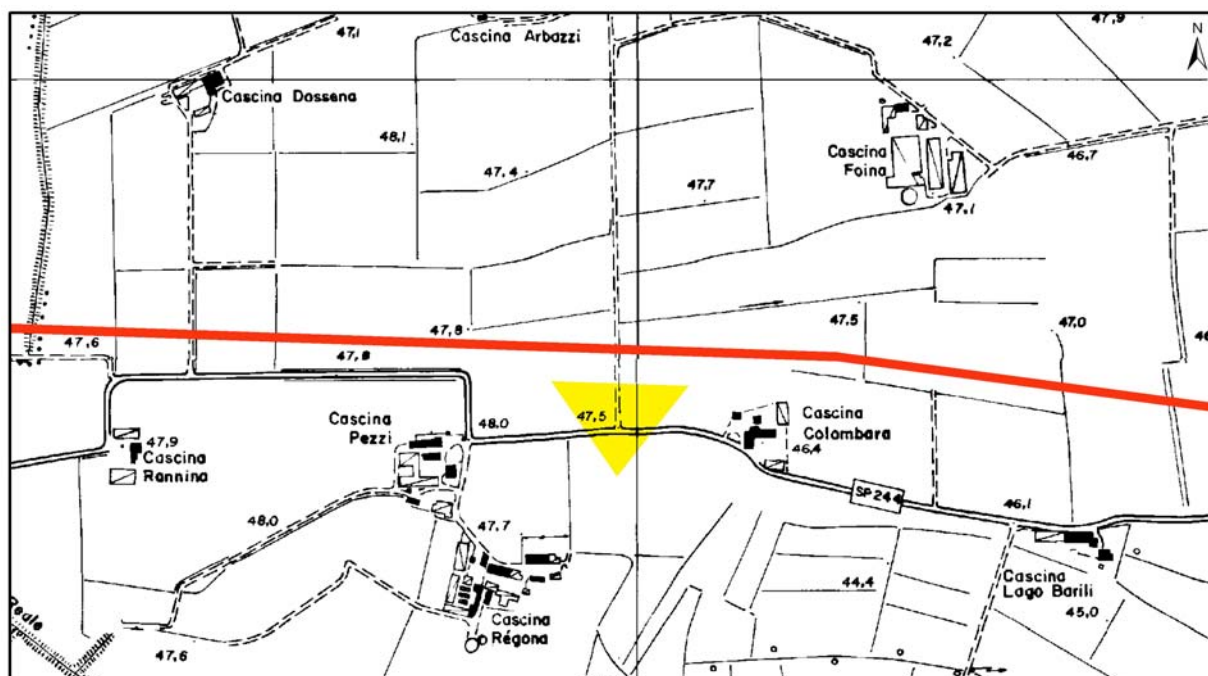 47,1
Cascina Arbazzi
47,2
47,9
N
Cascina Dossena
48,1
47,4
47,7
Cascina
Foina
46,7
47,1
47,6
47,8
47,8
47,5
47,0
46
Cascina
Pezzi
48.0
47,5
Cascina
Colombara
46,4
47,9
Cascina
Rannina
SP 244
46,1
48,0
47,7
44,4
Cascina
Lago Barili
45,0
Cascina
Régona
Reale
47,6